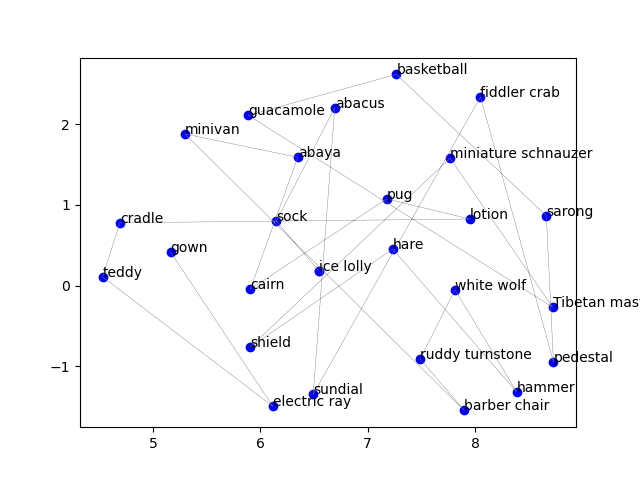 basketball
fiddler crab
abacus
guacamole
2
minivan
abaya
miniature schnauzer
pug
1
cradle
sock
lotion
sarong
gown
hare
teddy
ice lolly
0
cairn
white wolf
Tibetan mas
shield
ruddy turnstone
pedestal
−1
sundial
hammer
electric ray
barber chair
5 6 7 8